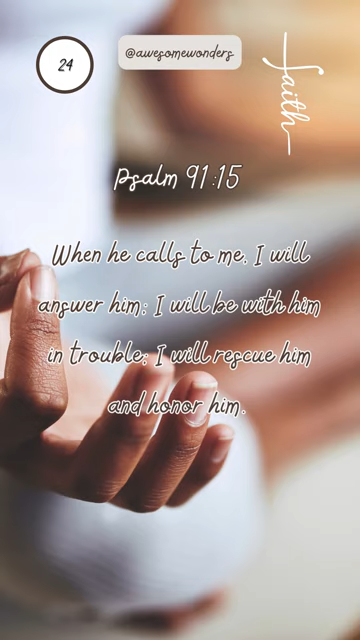 24
@awesomewonders
faith
Psalm 91:15
When he calls to me, I will
answer him; I will be with him
in trouble; I will rescue him
and honor him.